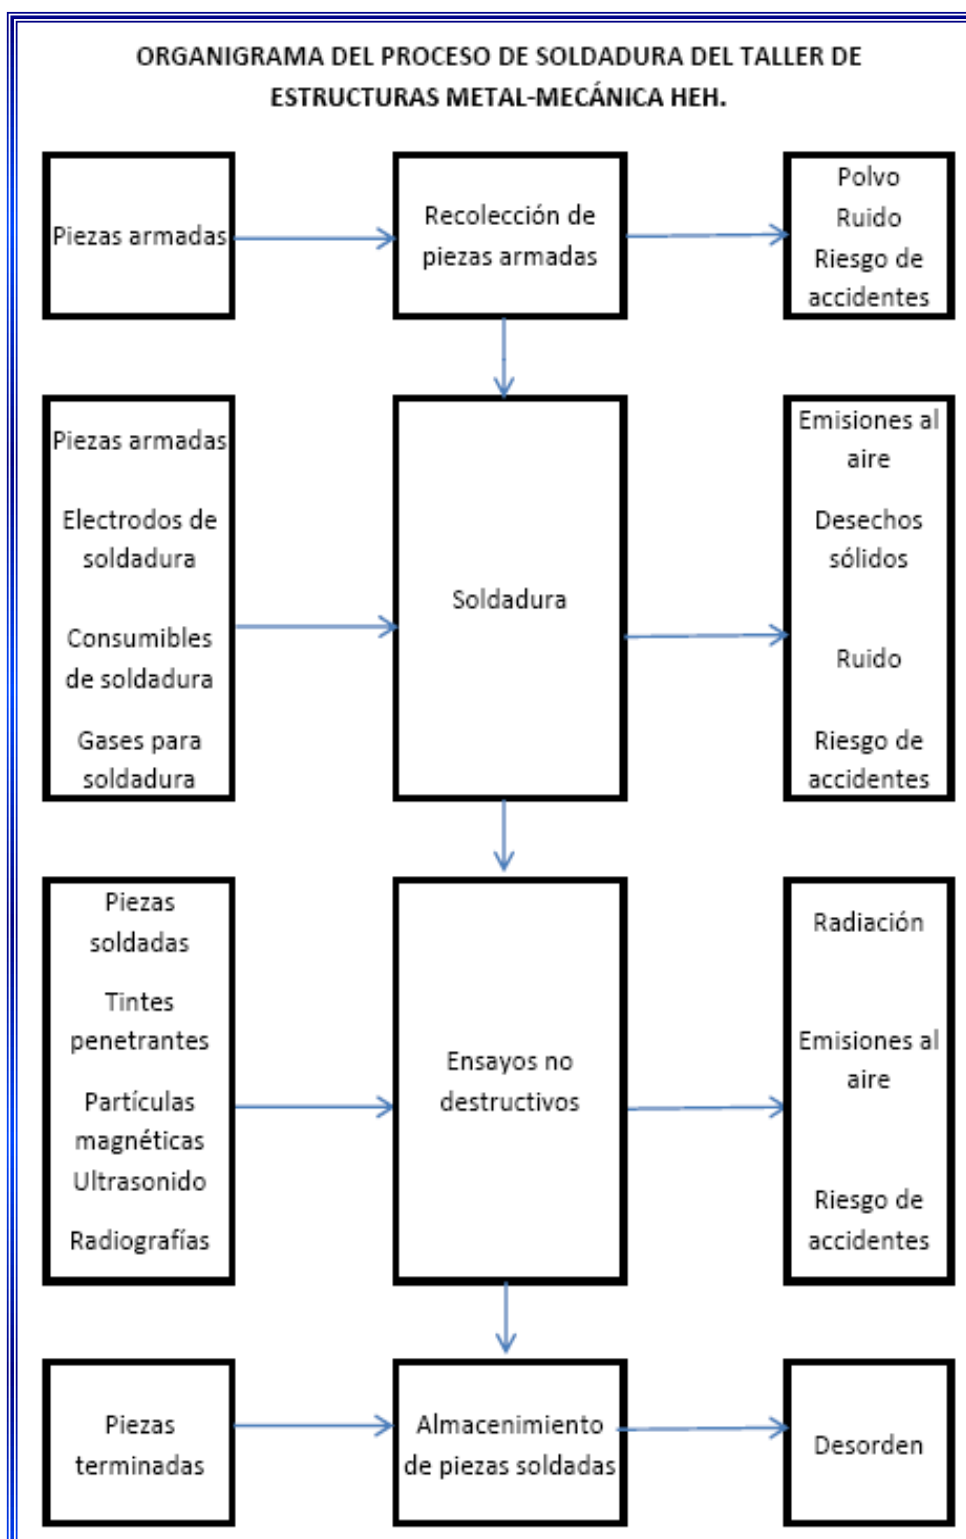 ORGANIGRAMA DEL PROCESO DE SOLDADURA DEL TALLER DE
ESTRUCTURAS METAL-MECÁNICA HEH.
Piezas armadas
Recolección de
piezas armadas
Polvo
Ruido
Riesgo de
accidentes
Piezas armadas
Electrodos de
soldadura
Consumibles
de soldadura
Gases para
soldadura
Soldadura
Emisiones al
aire
Desechos
sólidos
Ruido
Riesgo de
accidentes
Piezas
soldadas
Tintes
penetrantes
Partículas
magnéticas
Ultrasonido
Radiografías
Ensayos no
destructivos
Radiación
Emisiones al
aire
Riesgo de
accidentes
Piezas
terminadas
Almacenimiento
de piezas soldadas
Desorden